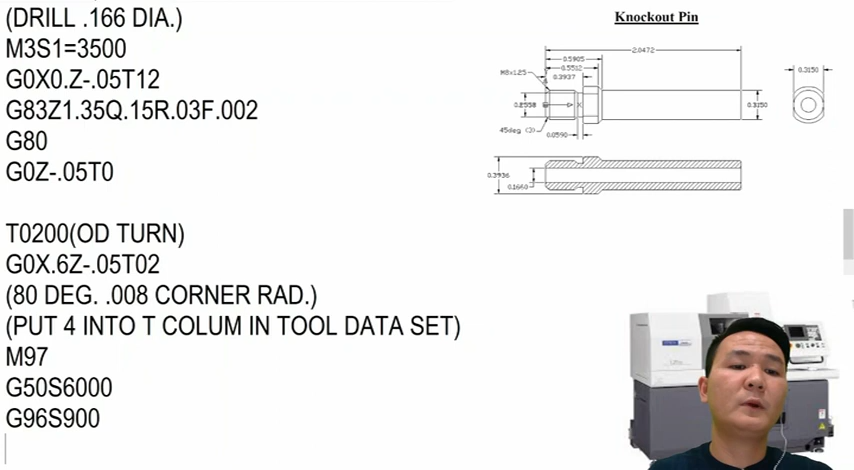 (DRILL .166 DIA.)
M3S1=3500
G0X0.Z-.05T12
G83Z1.35Q.15R.03F.002
G80
G0Z-.05T0
T0200(OD TURN)
G0X.6Z-.05T02
(80 DEG. .008 CORNER RAD.)
(PUT 4 INTO T COLUM IN TOOL DATA SET)
M97
G50S6000
G96S900
Knockout Pin
2.0472
0.5905
0.5512
0.3937
M8x1.25
0.2558
0.3150
0.3150
45deg (3)
0.0590
0.3936
0.1660